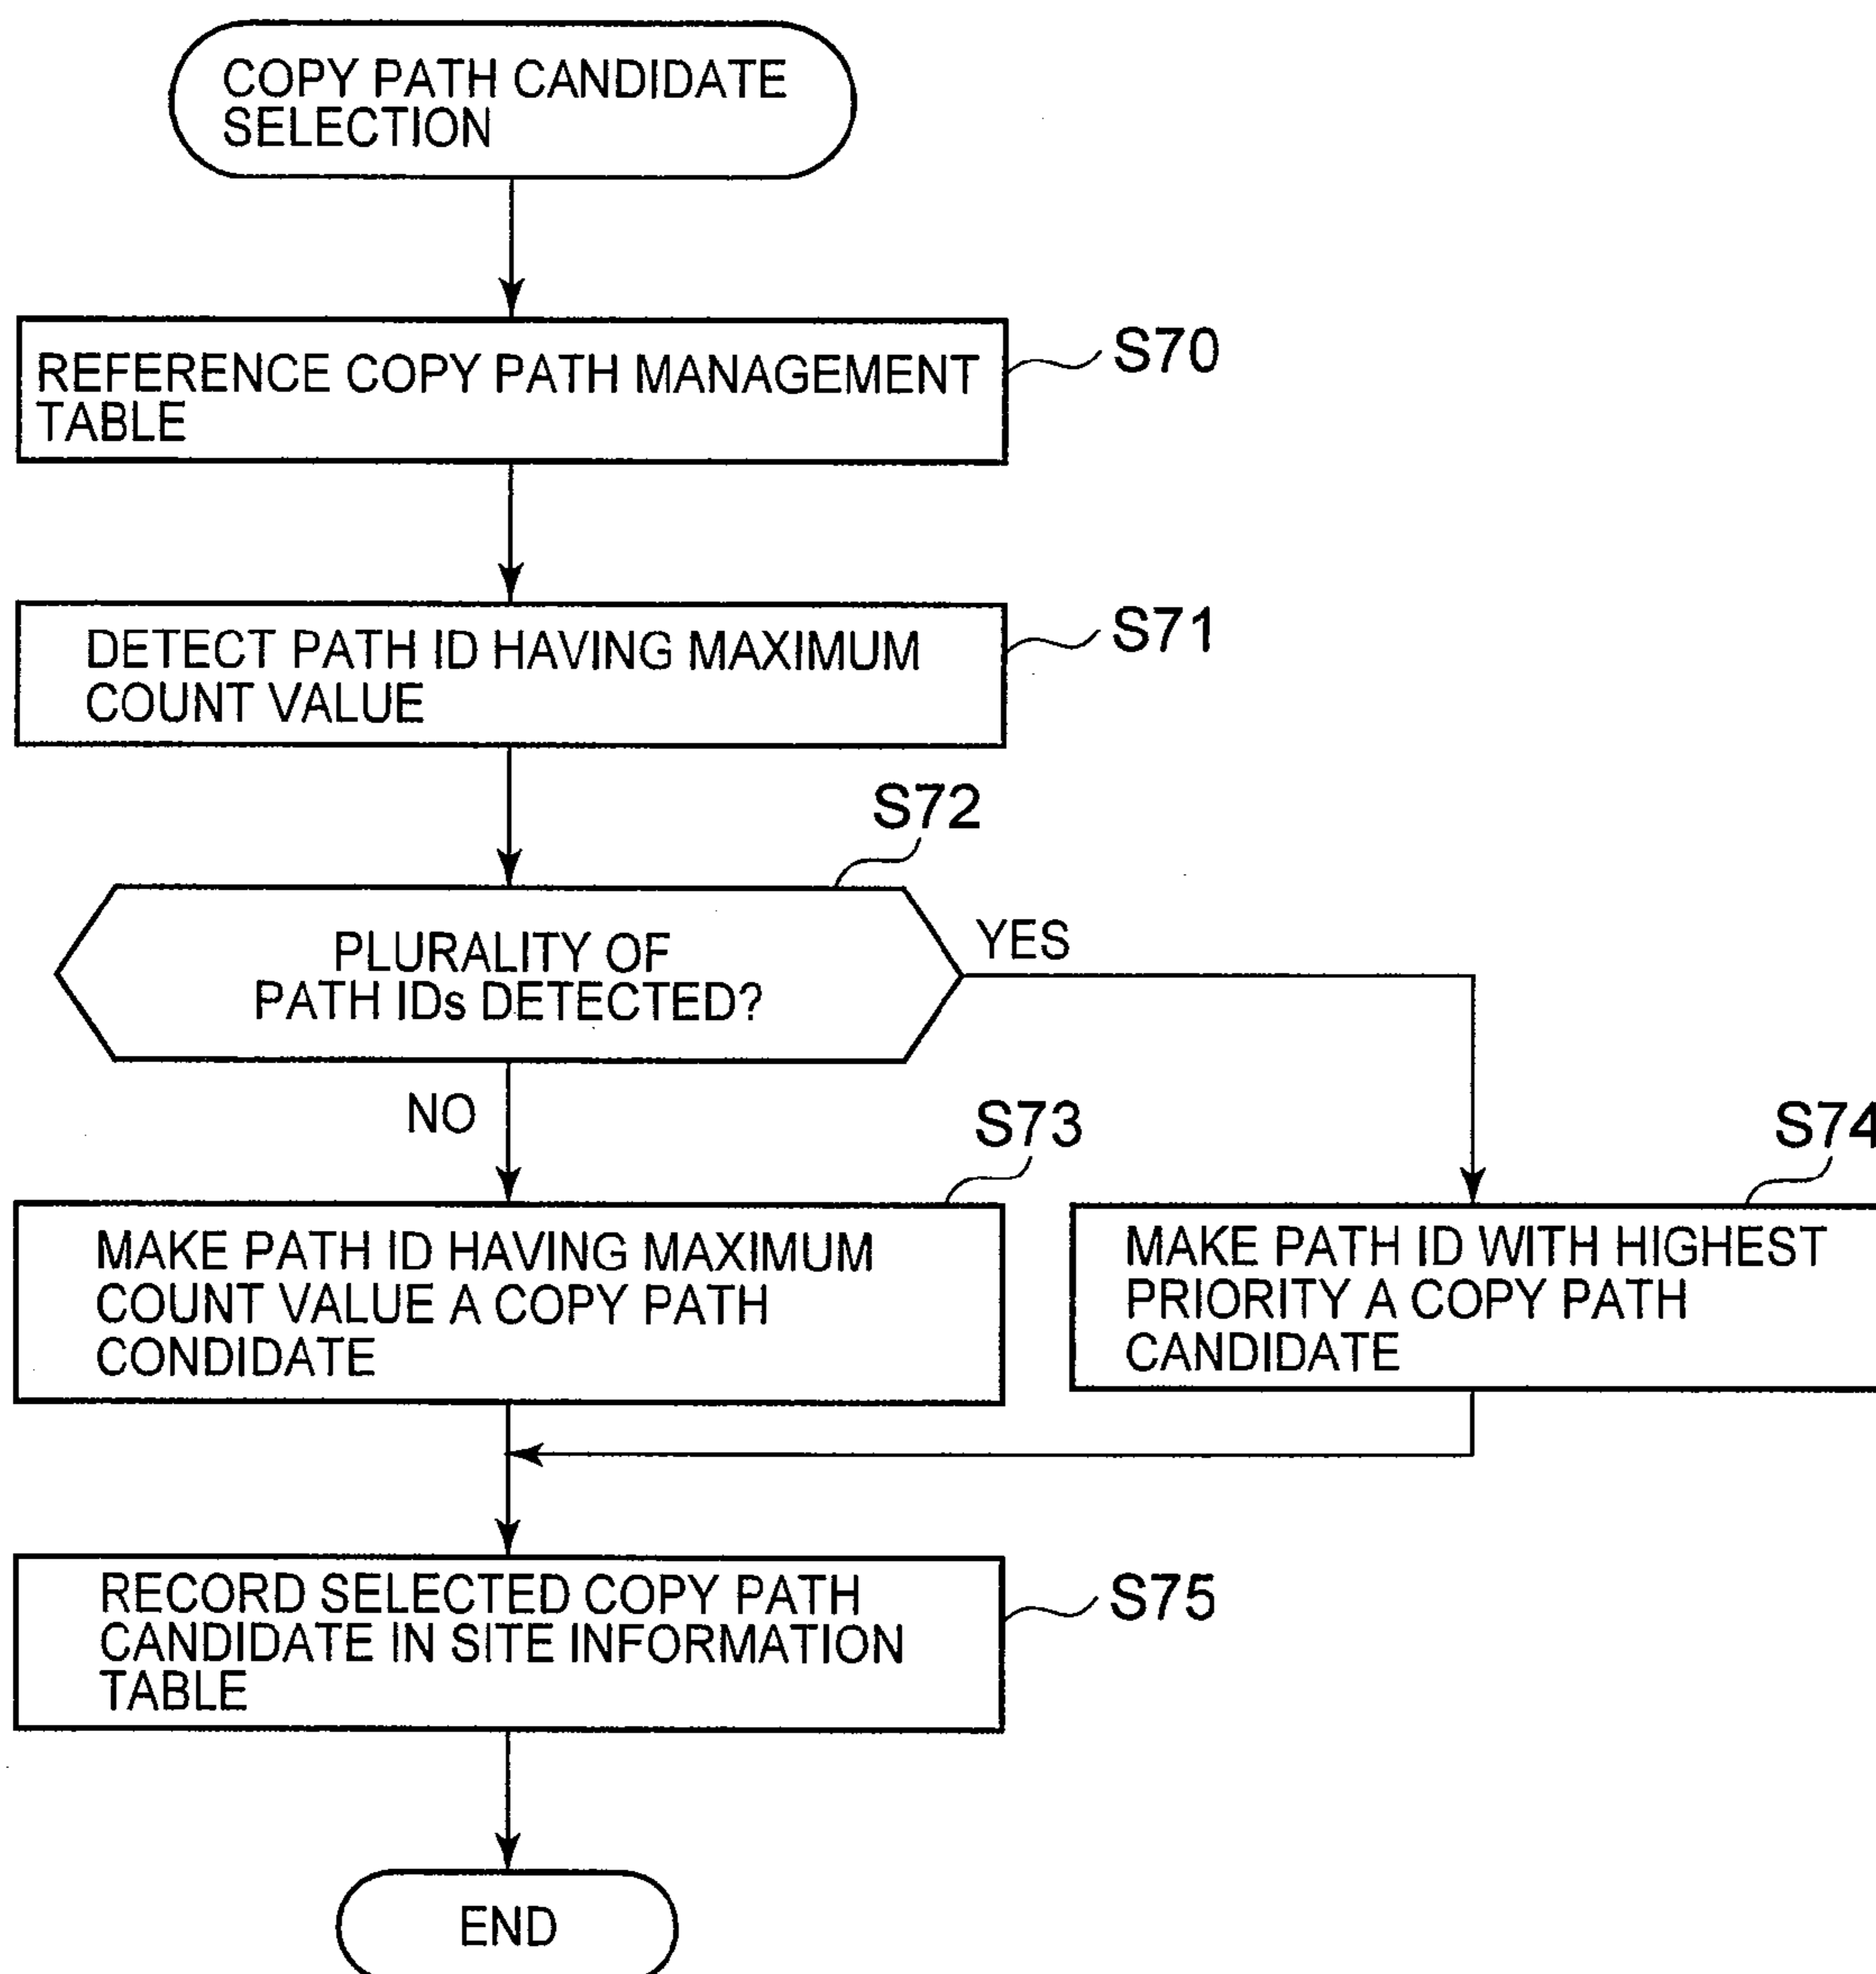 COPY PATH CANDIDATE
SELECTION
REFERENCE COPY PATH MANAGEMENT
TABLE
S70
DETECT PATH ID HAVING MAXIMUM
COUNT VALUE
S71
S72
PLURALITY OF
PATH IDs DETECTED?
YES
NO
S73
MAKE PATH ID HAVING MAXIMUM
COUNT VALUE A COPY PATH
CONDIDATE
S74
MAKE PATH ID WITH HIGHEST
PRIORITY A COPY PATH
CANDIDATE
RECORD SELECTED COPY PATH
CANDIDATE IN SITE INFORMATION
TABLE
S75
END